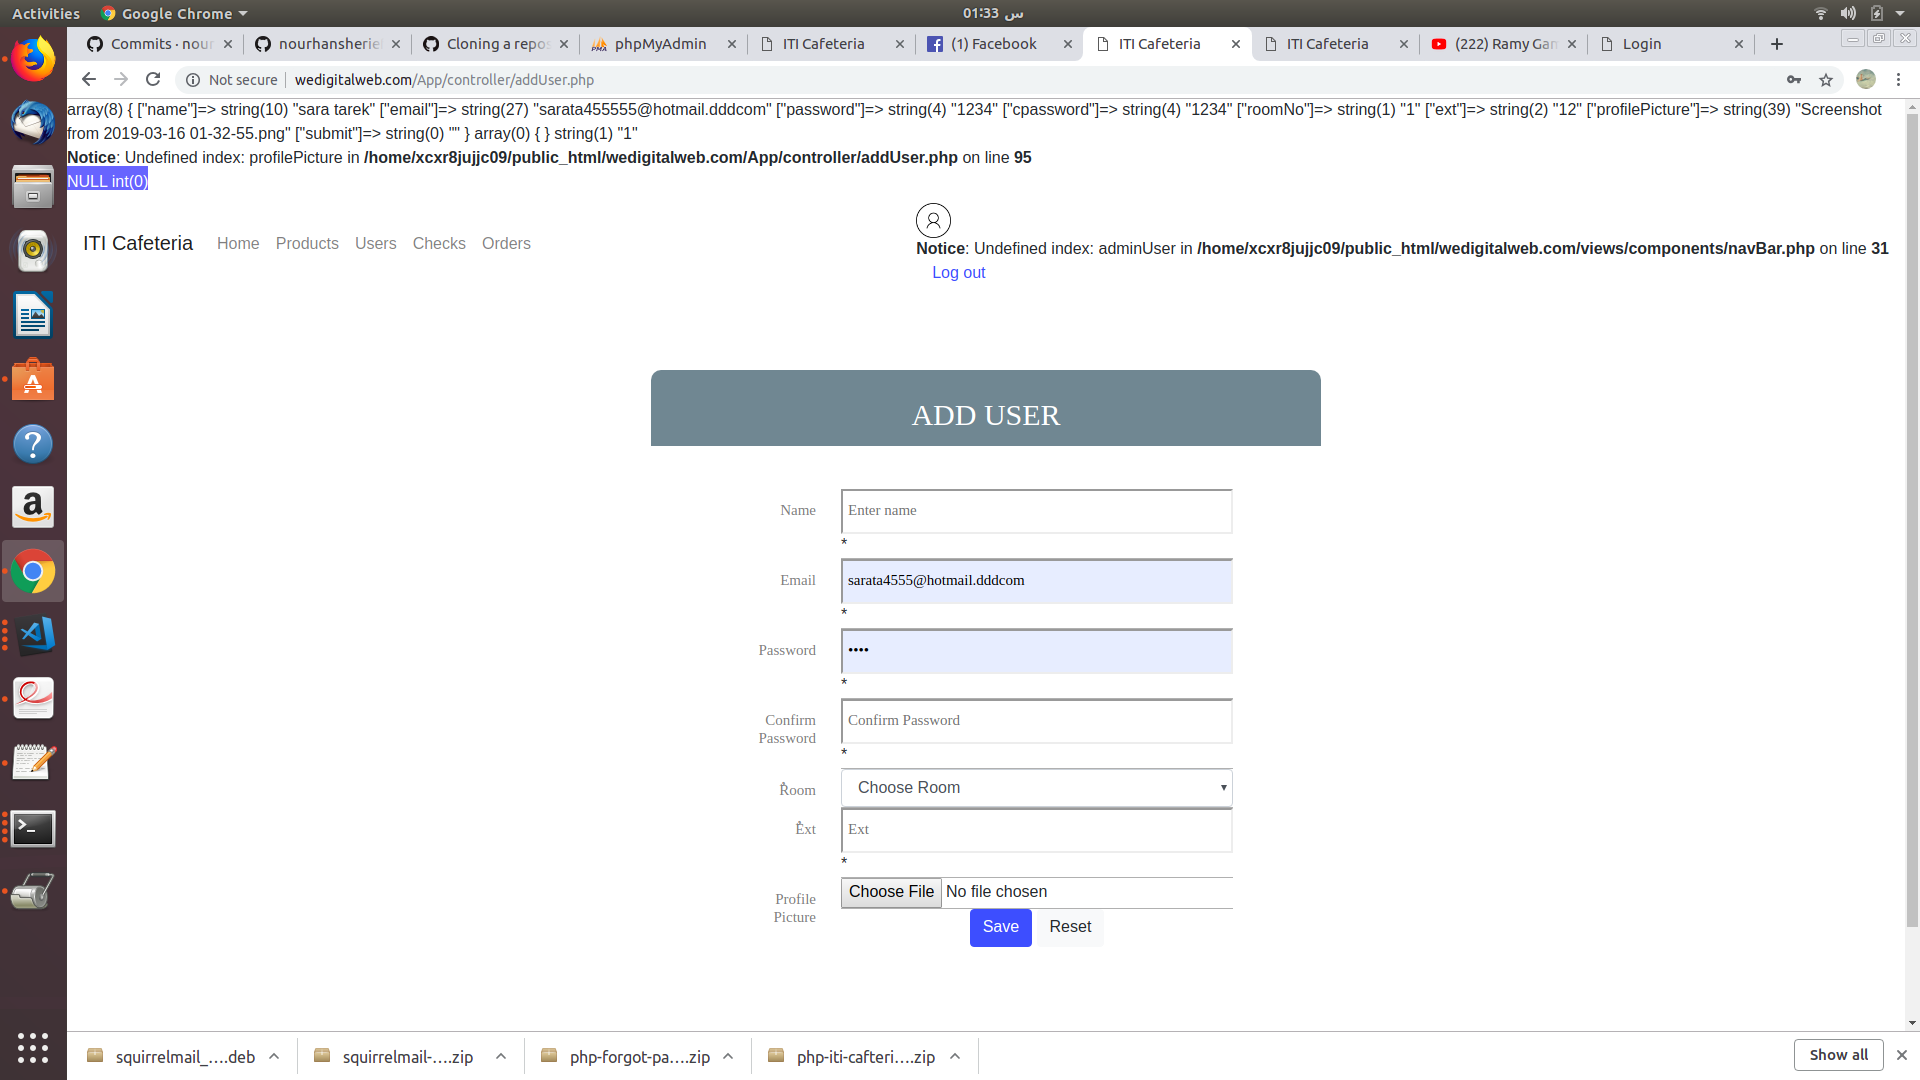 Activities Google Chrome 01:33 س
Commits · nour nourhansherie Cloning a repos phpMyAdmin ITI Cafeteria (1) Facebook ITI Cafeteria ITI Cafeteria (222) Ramy Gam Login
Not secure wedigitalweb.com/App/controller/addUser.php
array(8) { ["name"]=> string(10) "sara tarek" ["email"]=> string(27) "sarata455555@hotmail.dddcom" ["password"]=> string(4) "1234" ["cpassword"]=> string(4) "1234" ["roomNo"]=> string(1) "1" ["ext"]=> string(2) "12" ["profilePicture"]=> string(39) "Screenshot
from 2019-03-16 01-32-55.png" ["submit"]=> string(0) "" } array(0) { } string(1) "1"
Notice: Undefined index: profilePicture in /home/xcxr8jujjc09/public_html/wedigitalweb.com/App/controller/addUser.php on line 95
NULL int(0)
ITI Cafeteria Home Products Users Checks Orders
Notice: Undefined index: adminUser in /home/xcxr8jujjc09/public_html/wedigitalweb.com/views/components/navBar.php on line 31
Log out
ADD USER
Name Enter name
*
Email sarata4555@hotmail.dddcom
*
Password ••••
*
Confirm Password Confirm Password
*
Room Choose Room
*
Ext Ext
*
Profile Picture Choose File No file chosen
Save Reset
squirrelmail_....deb squirrelmail-....zip php-forgot-pa....zip php-iti-cafteri....zip Show all